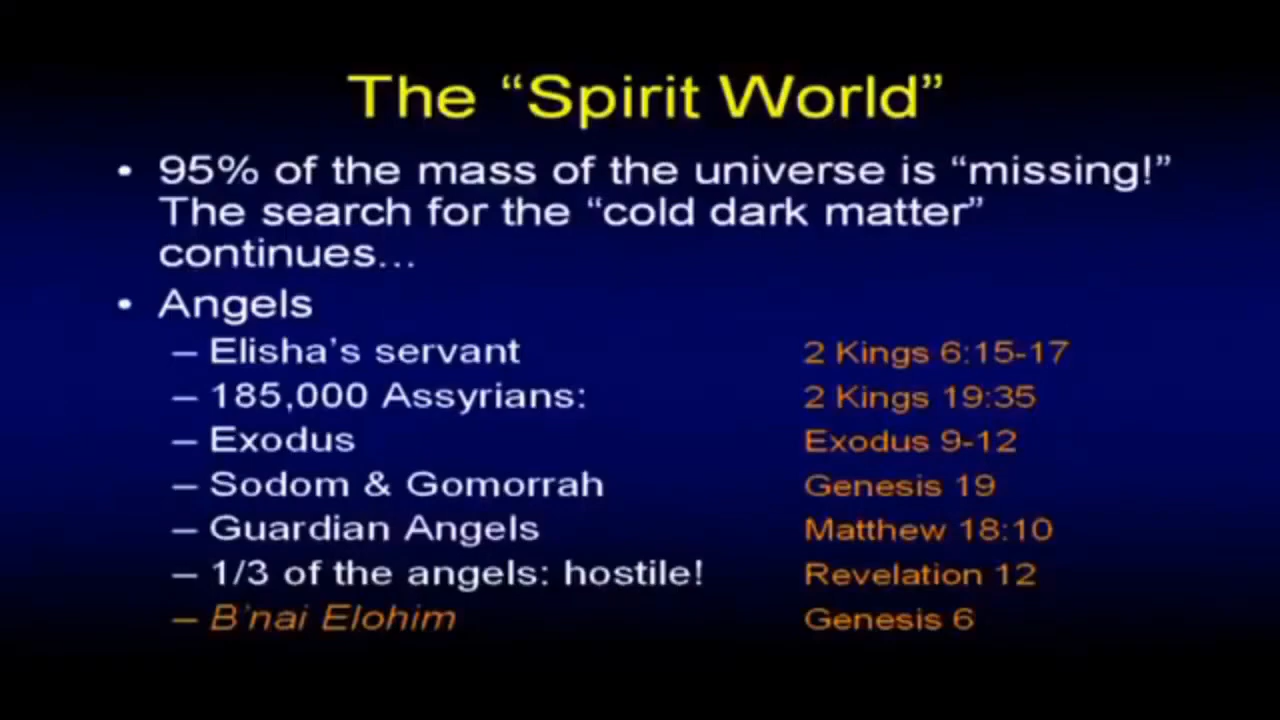 The “Spirit World”
• 95% of the mass of the universe is “missing!”
The search for the “cold dark matter”
continues...
• Angels
– Elisha’s servant 2 Kings 6:15-17
– 185,000 Assyrians: 2 Kings 19:35
– Exodus Exodus 9-12
– Sodom & Gomorrah Genesis 19
– Guardian Angels Matthew 18:10
– 1/3 of the angels: hostile! Revelation 12
– B’nai Elohim Genesis 6